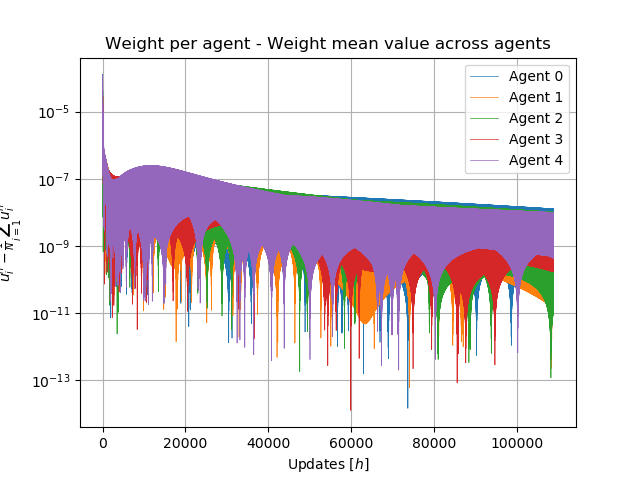 Weight per agent - Weight mean value across agents
10⁻⁵
10⁻⁷
10⁻⁹
10⁻¹¹
10⁻¹³
0
20000
40000
60000
80000
100000
Updates [h]
Agent 0
Agent 1
Agent 2
Agent 3
Agent 4